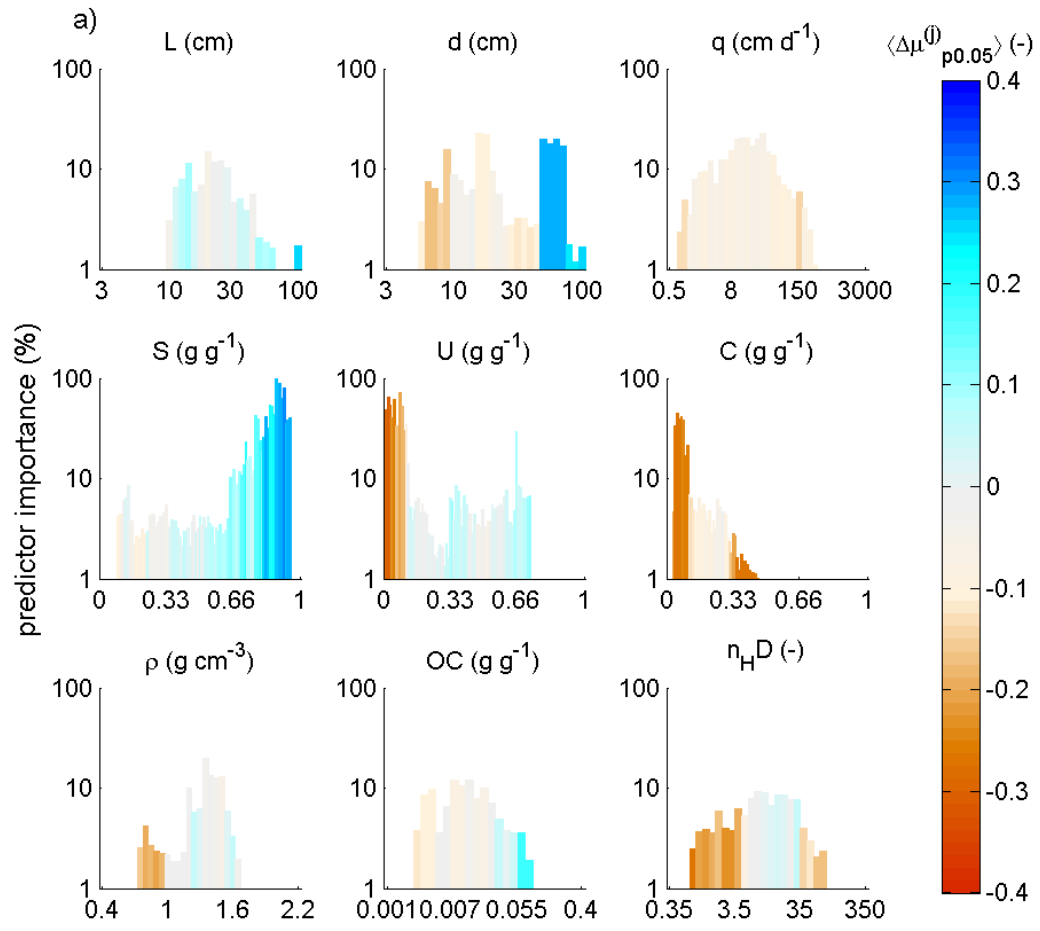 a)
L (cm)
d (cm)
q (cm d⁻¹)
⟨Δμ⁽ʲ⁾p0.05⟩ (-)
predictor importance (%)
100
10
1
3 10 30 100
100
10
1
3 10 30 100
100
10
1
0.5 8 150 3000
S (g g⁻¹)
U (g g⁻¹)
C (g g⁻¹)
100
10
1
0 0.33 0.66 1
100
10
1
0 0.33 0.66 1
100
10
1
0 0.33 0.66 1
ρ (g cm⁻³)
OC (g g⁻¹)
n_HD (-)
100
10
1
0.4 1 1.6 2.2
100
10
1
0.001 0.007 0.055 0.4
100
10
1
0.35 3.5 35 350
0.4
0.3
0.2
0.1
0
-0.1
-0.2
-0.3
-0.4